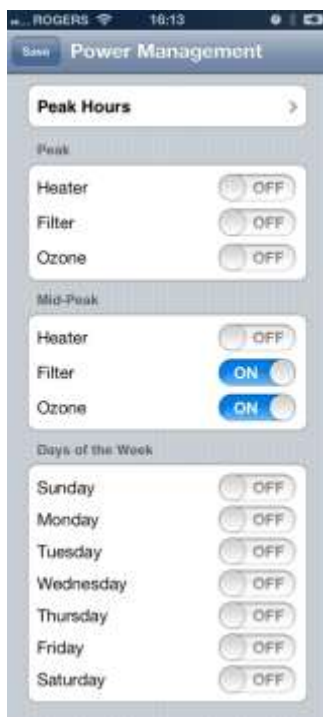 ROGERS 16:13
Save Power Management
Peak Hours
Peak
Heater OFF
Filter OFF
Ozone OFF
Mid-Peak
Heater OFF
Filter ON
Ozone ON
Days of the Week
Sunday OFF
Monday OFF
Tuesday OFF
Wednesday OFF
Thursday OFF
Friday OFF
Saturday OFF